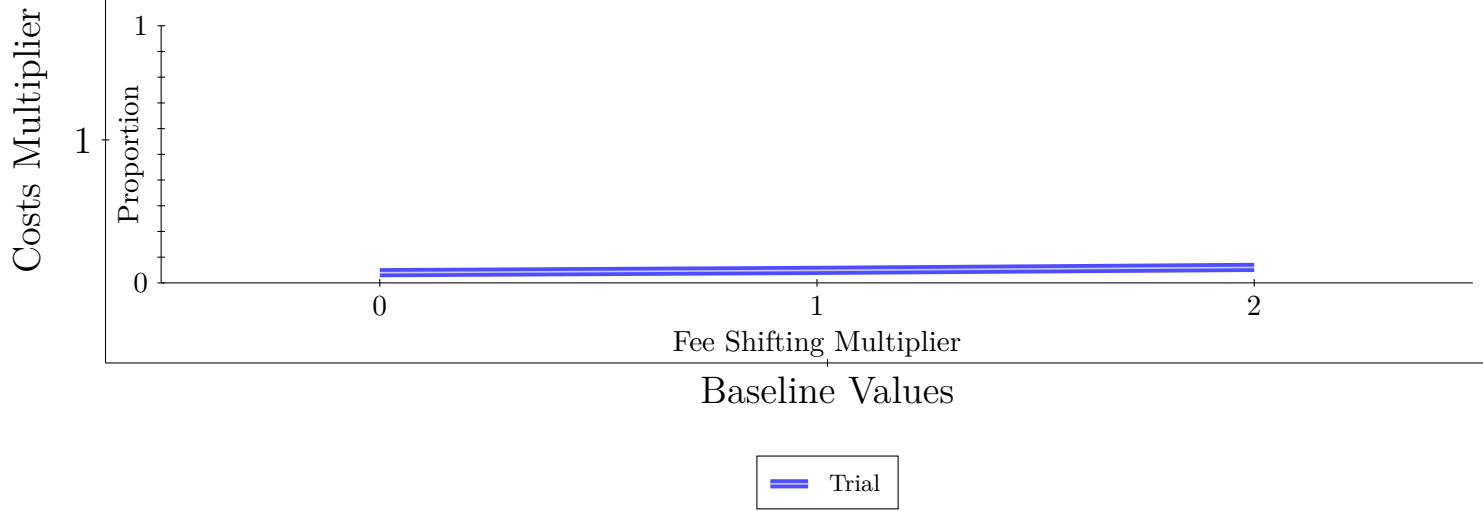 Costs Multiplier
1
Proportion
1
0
0 1 2
Fee Shifting Multiplier
Baseline Values
Trial